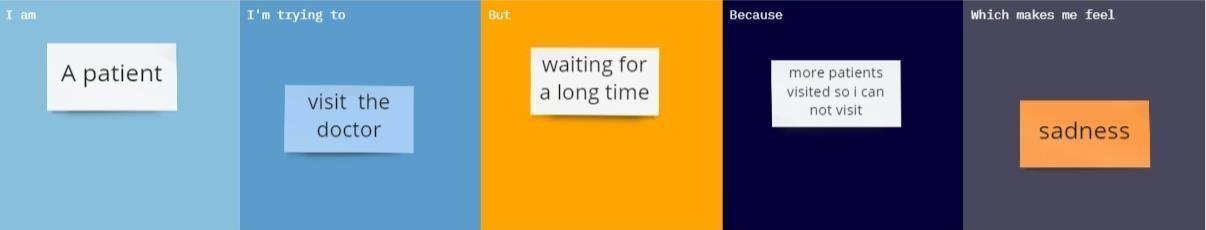 I am
A patient
I'm trying to
visit the
doctor
But
waiting for
a long time
Because
more patients
visited so i can
not visit
Which makes me feel
sadness